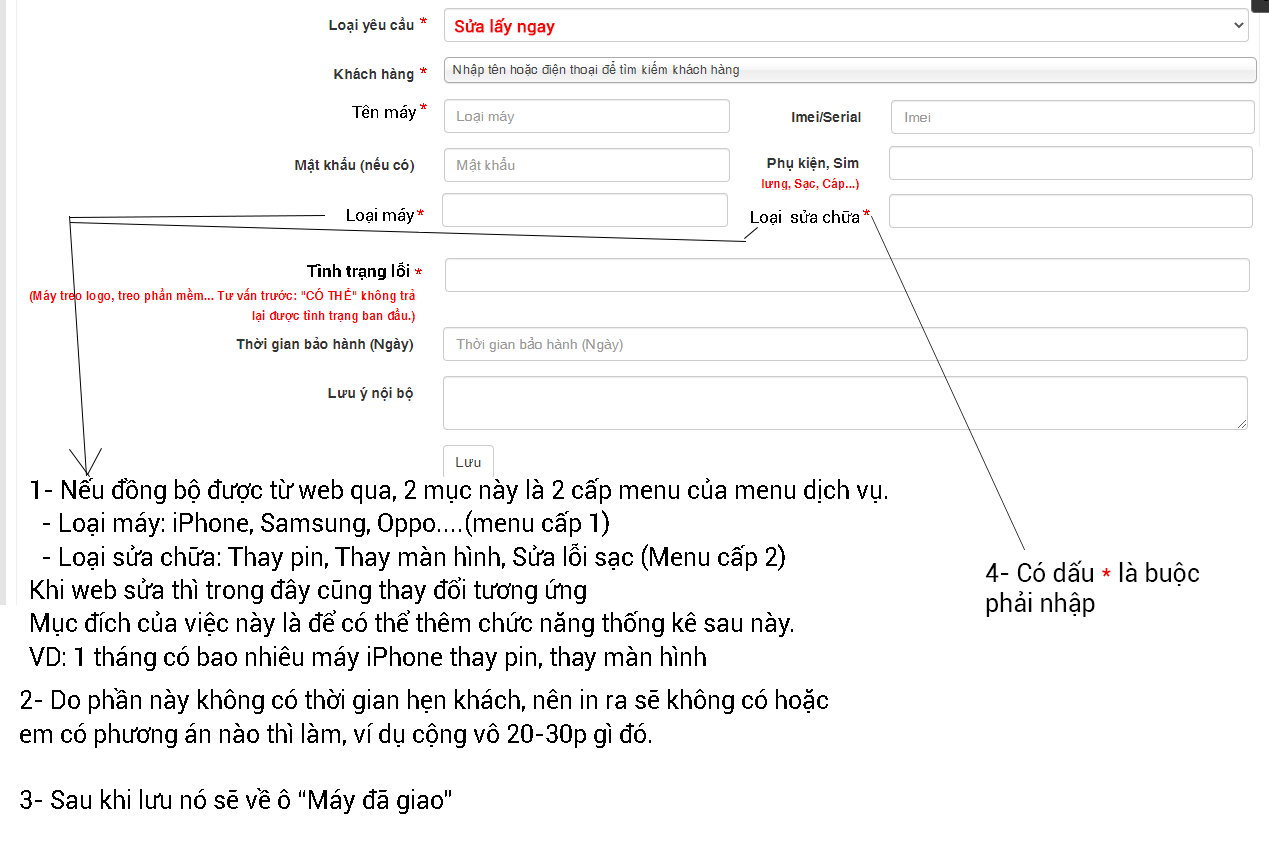 Loại yêu cầu *
Sửa lấy ngay
Khách hàng *
Nhập tên hoặc điện thoại để tìm kiếm khách hàng
Tên máy *
Loại máy
Imei/Serial
Imei
Mật khẩu (nếu có)
Mật khẩu
Phụ kiện, Sim
lưng, Sạc, Cáp...)
Loại máy *
Loại sửa chữa *
Tình trạng lỗi *
(Máy treo logo, treo phần mềm... Tư vấn trước: "CÓ THỂ" không trả
lại được tình trạng ban đầu.)
Thời gian bảo hành (Ngày)
Thời gian bảo hành (Ngày)
Lưu ý nội bộ
Lưu
1- Nếu đồng bộ được từ web qua, 2 mục này là 2 cấp menu của menu dịch vụ.
- Loại máy: iPhone, Samsung, Oppo....(menu cấp 1)
- Loại sửa chữa: Thay pin, Thay màn hình, Sửa lỗi sạc (Menu cấp 2)
Khi web sửa thì trong đây cũng thay đổi tương ứng
Mục đích của việc này là để có thể thêm chức năng thống kê sau này.
VD: 1 tháng có bao nhiêu máy iPhone thay pin, thay màn hình
4- Có dấu * là buộc
phải nhập
2- Do phần này không có thời gian hẹn khách, nên in ra sẽ không có hoặc
em có phương án nào thì làm, ví dụ cộng vô 20-30p gì đó.
3- Sau khi lưu nó sẽ về ô “Máy đã giao”